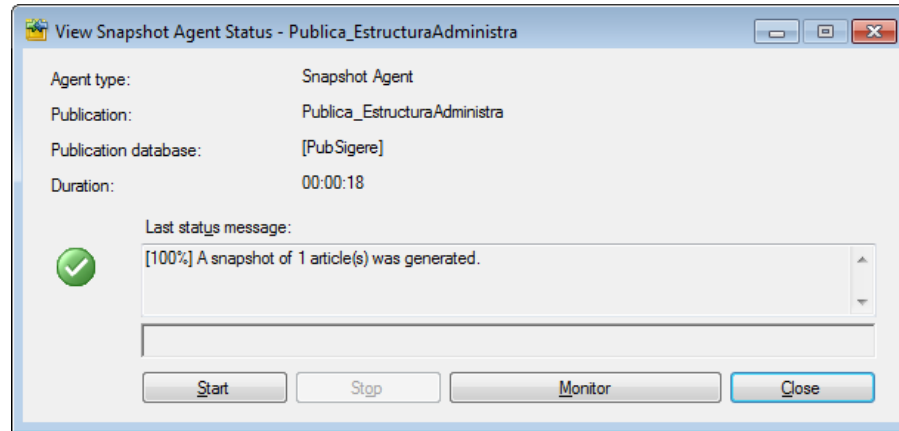 View Snapshot Agent Status - Publica_EstructuraAdministra
Agent type: Snapshot Agent
Publication: Publica_EstructuraAdministra
Publication database: [PubSigere]
Duration: 00:00:18
Last status message:
[100%] A snapshot of 1 article(s) was generated.
Start Stop Monitor Close